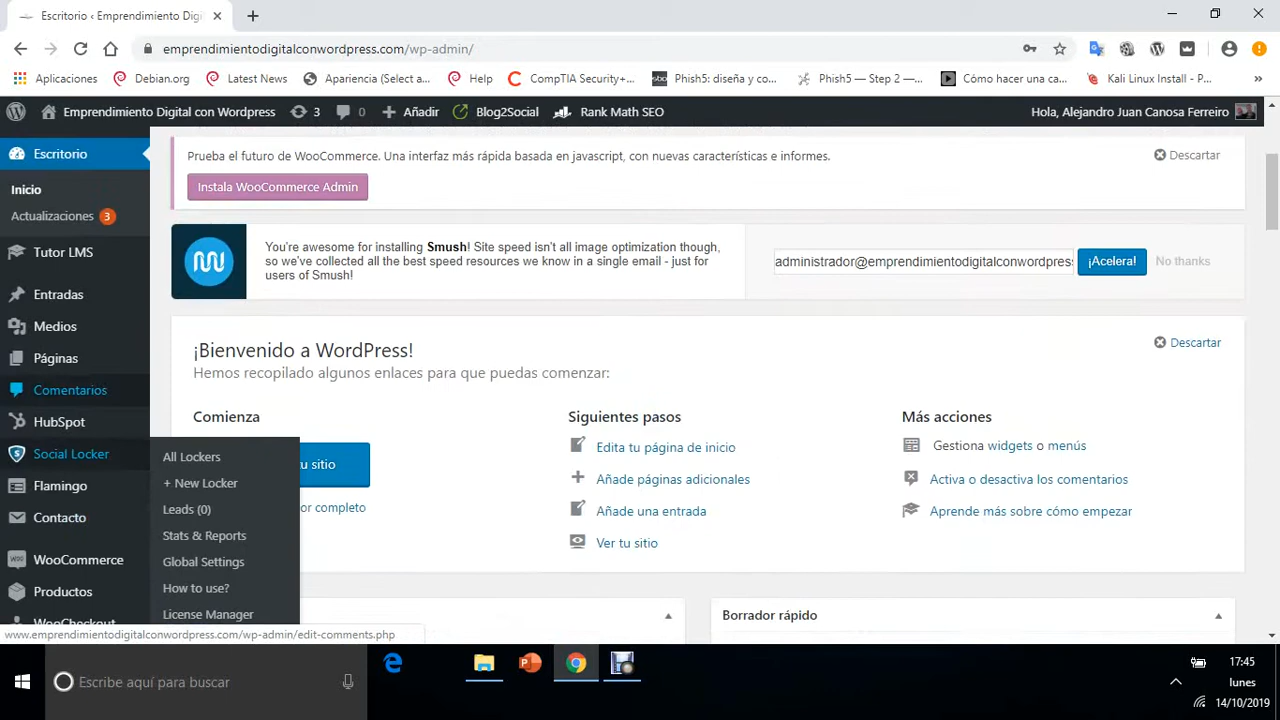 Escritorio ‹ Emprendimiento Digi
emprendimientodigitalconwordpress.com/wp-admin/
Aplicaciones
Debian.org
Latest News
Apariencia (Select a...
Help
CompTIA Security+...
Phish5: diseña y co...
Phish5 — Step 2 —...
Cómo hacer una ca...
Kali Linux Install - P...
»
Emprendimiento Digital con Wordpress
3
0
Añadir
Blog2Social
Rank Math SEO
Hola, Alejandro Juan Canosa Ferreiro
Escritorio
Inicio
Actualizaciones 3
Tutor LMS
Entradas
Medios
Páginas
Comentarios
HubSpot
Social Locker
Flamingo
Contacto
WooCommerce
Productos
WooCheckout
All Lockers
+ New Locker
Leads (0)
Stats & Reports
Global Settings
How to use?
License Manager
Prueba el futuro de WooCommerce. Una interfaz más rápida basada en javascript, con nuevas características e informes.
Descartar
Instala WooCommerce Admin
You're awesome for installing Smush! Site speed isn't all image optimization though,
so we've collected all the best speed resources we know in a single email - just for
users of Smush!
administrador@emprendimientodigitalconwordpress
¡Acelera!
No thanks
¡Bienvenido a WordPress!
Descartar
Hemos recopilado algunos enlaces para que puedas comenzar:
Comienza
u sitio
or completo
Siguientes pasos
Edita tu página de inicio
Añade páginas adicionales
Añade una entrada
Ver tu sitio
Más acciones
Gestiona widgets o menús
Activa o desactiva los comentarios
Aprende más sobre cómo empezar
Borrador rápido
www.emprendimientodigitalconwordpress.com/wp-admin/edit-comments.php
Escribe aquí para buscar
17:45
lunes
14/10/2019